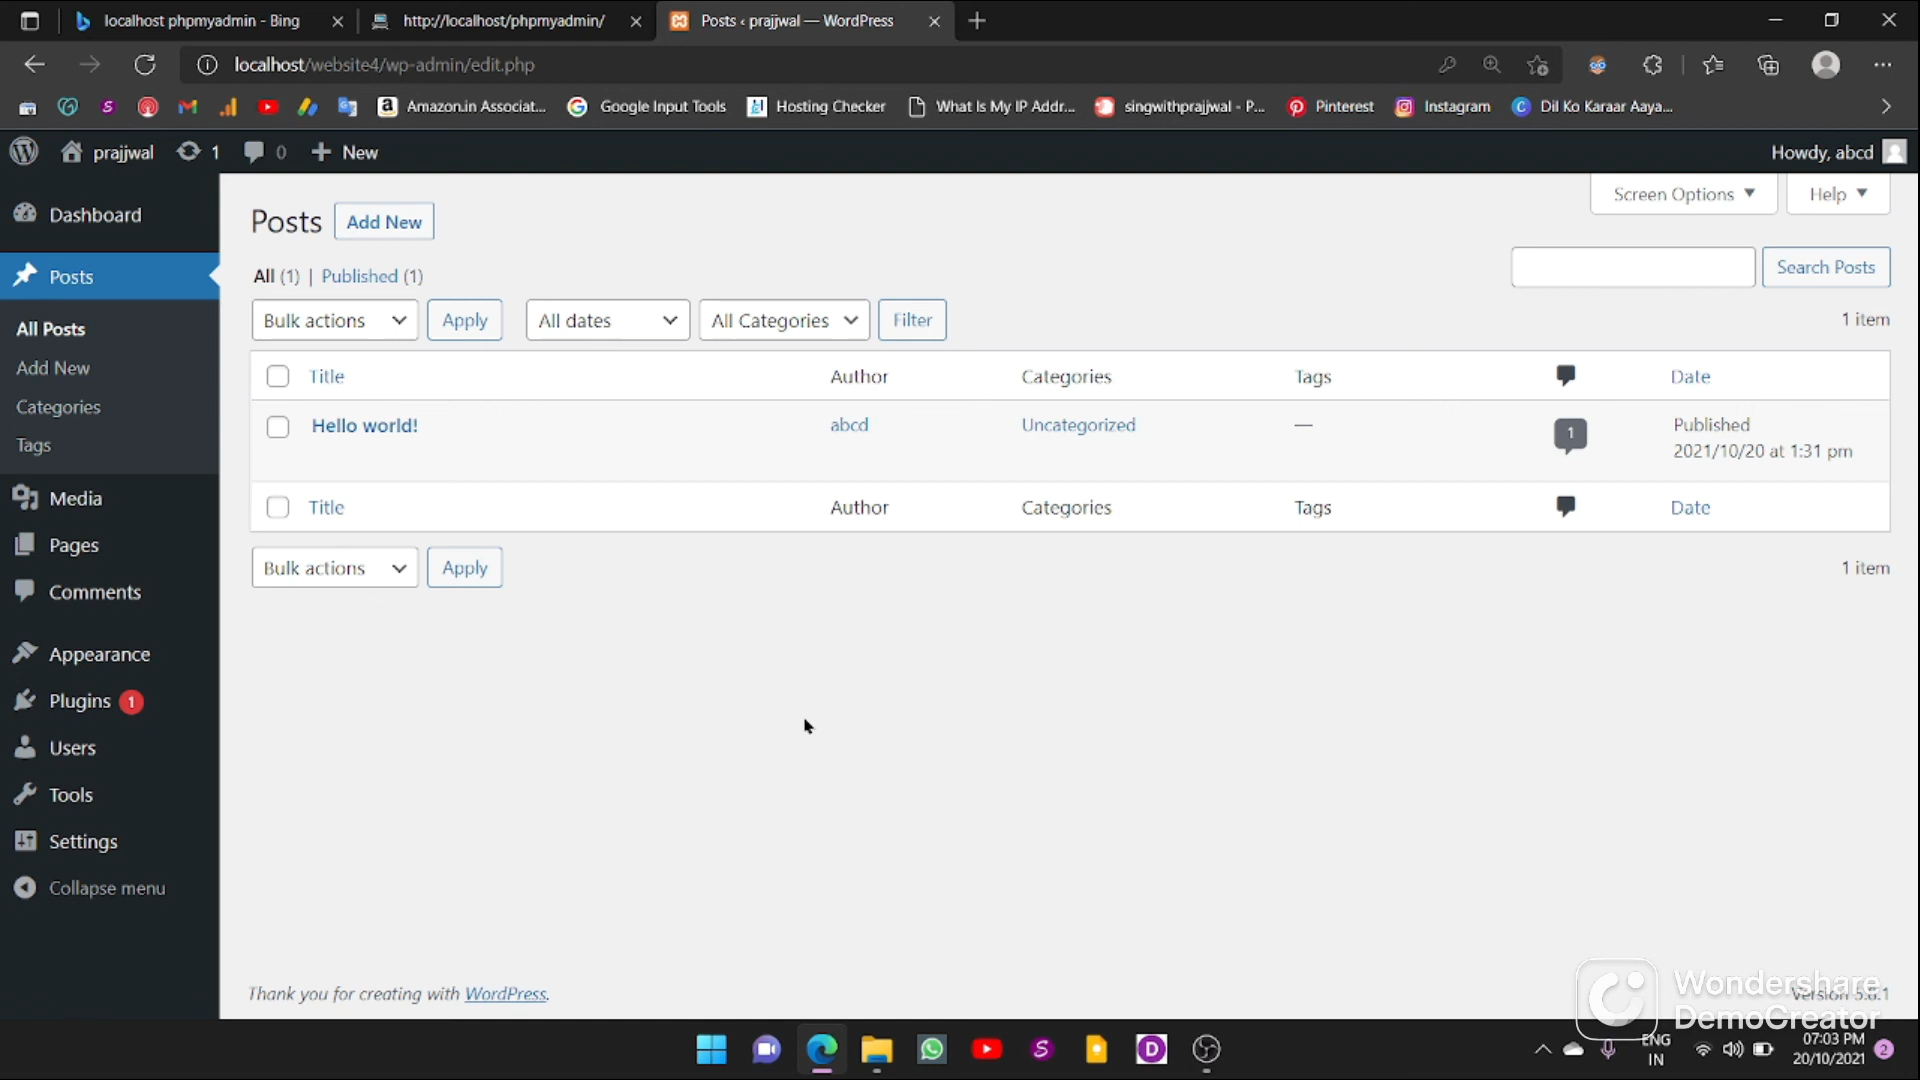 localhost phpmyadmin - Bing
http://localhost/phpmyadmin/
Posts ‹ prajjwal — WordPress
localhost/website4/wp-admin/edit.php
Amazon.in Associat...
Google Input Tools
Hosting Checker
What Is My IP Addr...
singwithprajjwal - P...
Pinterest
Instagram
Dil Ko Karaar Aaya...
prajjwal
1
0
New
Howdy, abcd
Screen Options
Help
Dashboard
Posts
All Posts
Add New
Categories
Tags
Media
Pages
Comments
Appearance
Plugins 1
Users
Tools
Settings
Collapse menu
Posts
Add New
All (1) | Published (1)
Search Posts
Bulk actions
Apply
All dates
All Categories
Filter
1 item
Title Author Categories Tags Date
Hello world! abcd Uncategorized — 1 Published
2021/10/20 at 1:31 pm
Title Author Categories Tags Date
Bulk actions
Apply
1 item
Thank you for creating with WordPress.
Wondershare
DemoCreator
ENG
IN
07:03 PM
20/10/2021
2